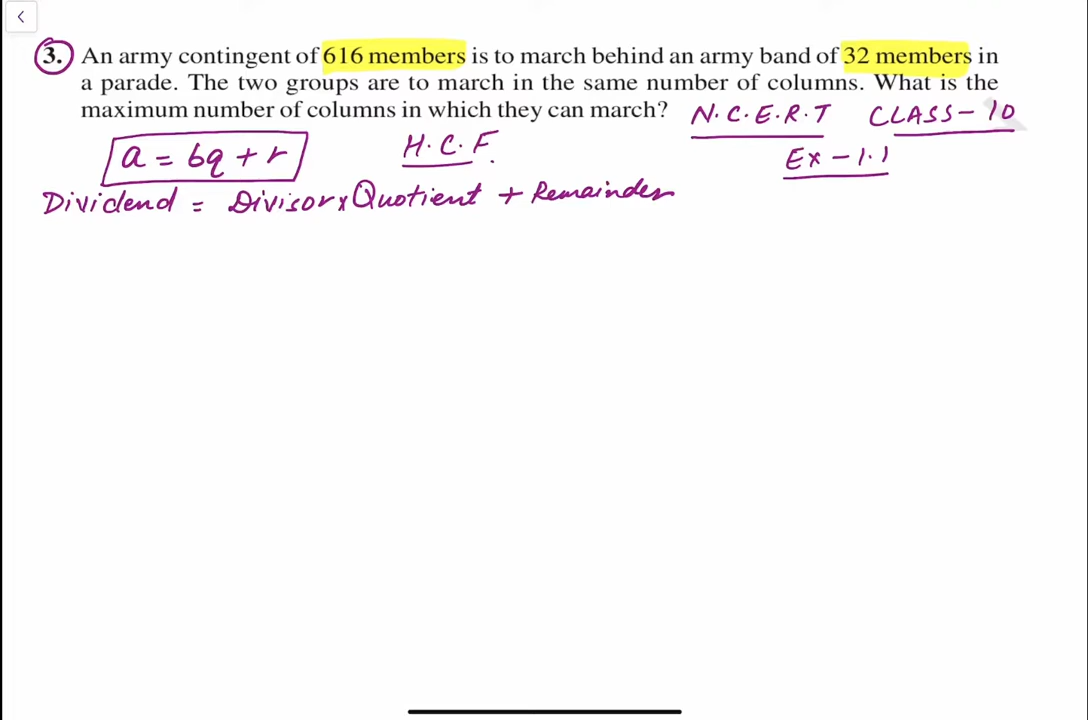 3. An army contingent of 616 members is to march behind an army band of 32 members in
a parade. The two groups are to march in the same number of columns. What is the
maximum number of columns in which they can march? N.C.E.R.T CLASS-10
a = bq + r H.C.F. Ex-1.1
Dividend = Divisor x Quotient + Remainder